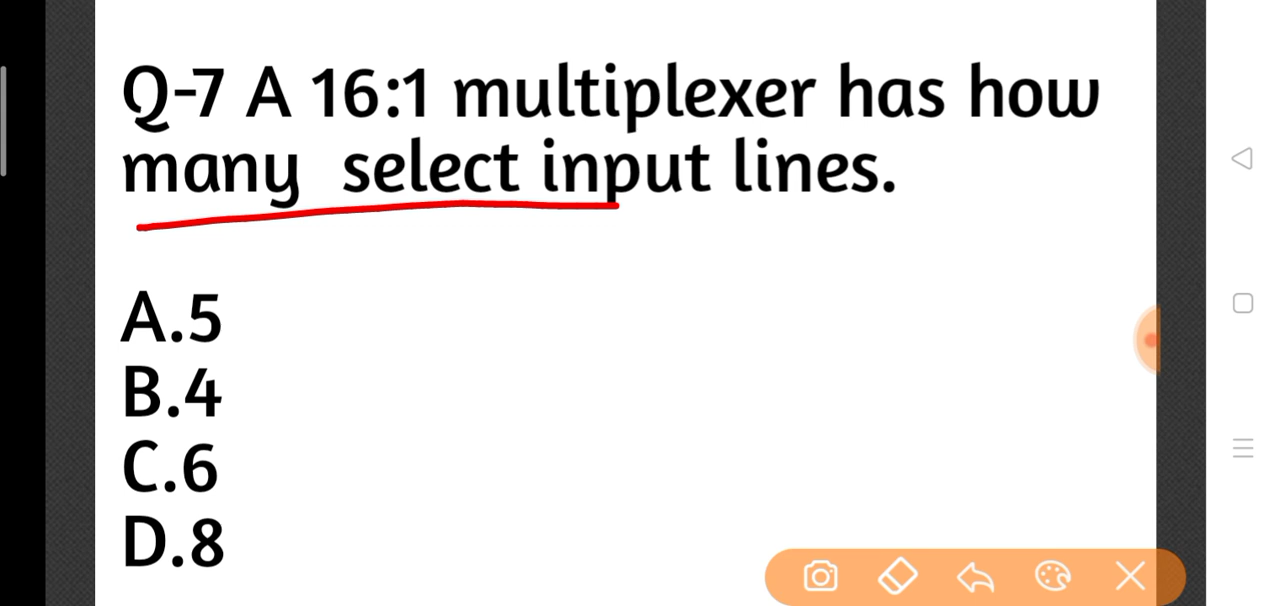 Q-7 A 16:1 multiplexer has how
many select input lines.
A.5
B.4
C.6
D.8